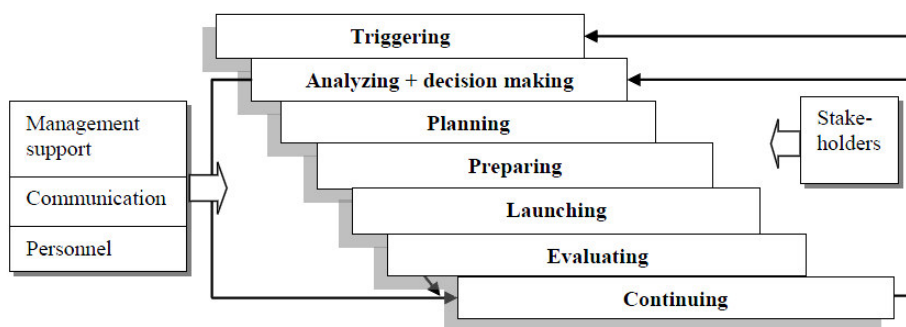 Triggering
Analyzing + decision making
Planning
Preparing
Launching
Evaluating
Continuing
Management
support
Communication
Personnel
Stake-
holders